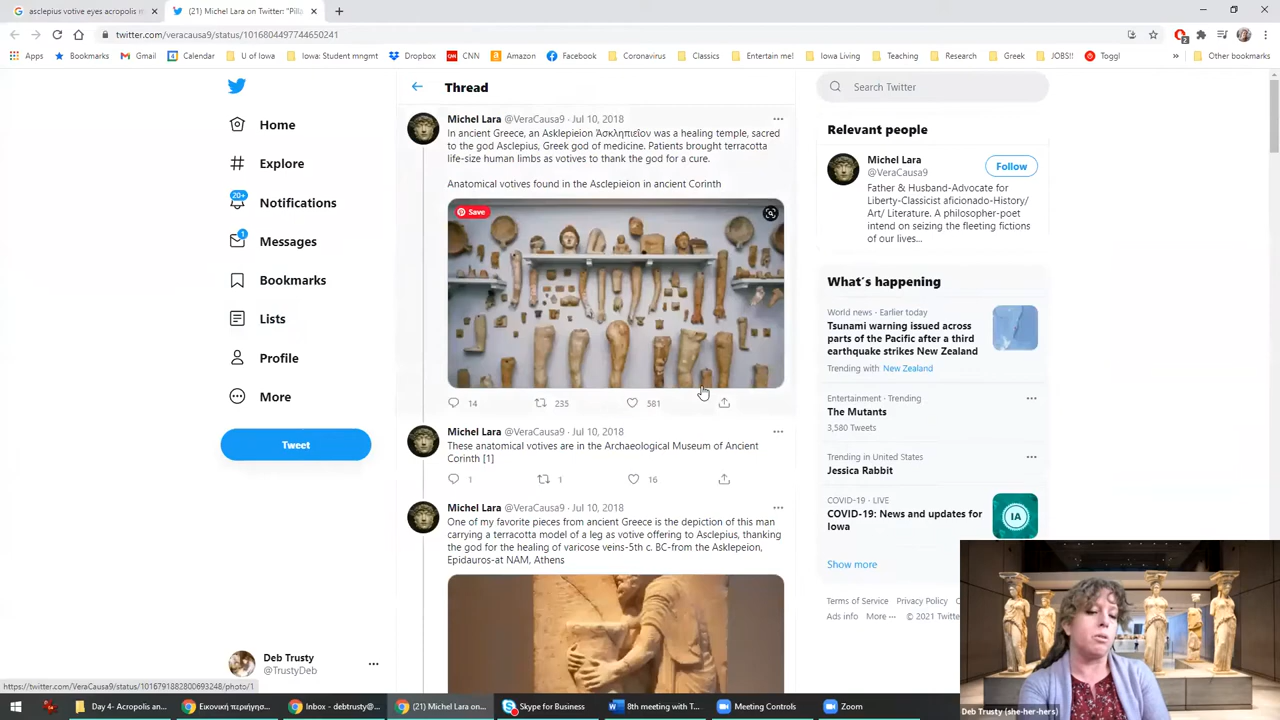 asclepius votive eyes acropolis m
(21) Michel Lara on Twitter: "Pilla
twitter.com/veracausa9/status/1016804497744650241
Apps
Bookmarks
Gmail
Calendar
U of Iowa
Iowa: Student mngmt
Dropbox
CNN
Amazon
Facebook
Coronavirus
Classics
Entertain me!
Iowa Living
Teaching
Research
Greek
JOBS!!
Toggl
Other bookmarks
Home
Explore
20+
Notifications
1
Messages
Bookmarks
Lists
Profile
More
Tweet
Deb Trusty
@TrustyDeb
Thread
Michel Lara @VeraCausa9 · Jul 10, 2018
In ancient Greece, an Asklepieion Ἀσκληπιεῖον was a healing temple, sacred
to the god Asclepius, Greek god of medicine. Patients brought terracotta
life-size human limbs as votives to thank the god for a cure.
Anatomical votives found in the Asclepieion in ancient Corinth
Save
14
235
581
Michel Lara @VeraCausa9 · Jul 10, 2018
These anatomical votives are in the Archaeological Museum of Ancient
Corinth [1]
1
1
16
Michel Lara @VeraCausa9 · Jul 10, 2018
One of my favorite pieces from ancient Greece is the depiction of this man
carrying a terracotta model of a leg as votive offering to Asclepius, thanking
the god for the healing of varicose veins-5th c. BC-from the Asklepeion,
Epidauros-at NAM, Athens
Search Twitter
Relevant people
Michel Lara
@VeraCausa9
Follow
Father & Husband-Advocate for
Liberty-Classicist aficionado-History/
Art/ Literature. A philosopher-poet
intend on seizing the fleeting fictions
of our lives...
What's happening
World news · Earlier today
Tsunami warning issued across
parts of the Pacific after a third
earthquake strikes New Zealand
Trending with New Zealand
Entertainment · Trending
The Mutants
3,580 Tweets
Trending in United States
Jessica Rabbit
COVID-19 · LIVE
COVID-19: News and updates for
Iowa
IA
Show more
Terms of Service Privacy Policy
Ads info More ··· © 2021 Twitte
Deb Trusty (she-her-hers)
https://twitter.com/VeraCausa9/status/1016791882800693248/photo/1
Day 4- Acropolis an...
Εικονική περιήγησ...
Inbox - debtrusty@...
(21) Michel Lara on...
Skype for Business
8th meeting with T...
Meeting Controls
Zoom